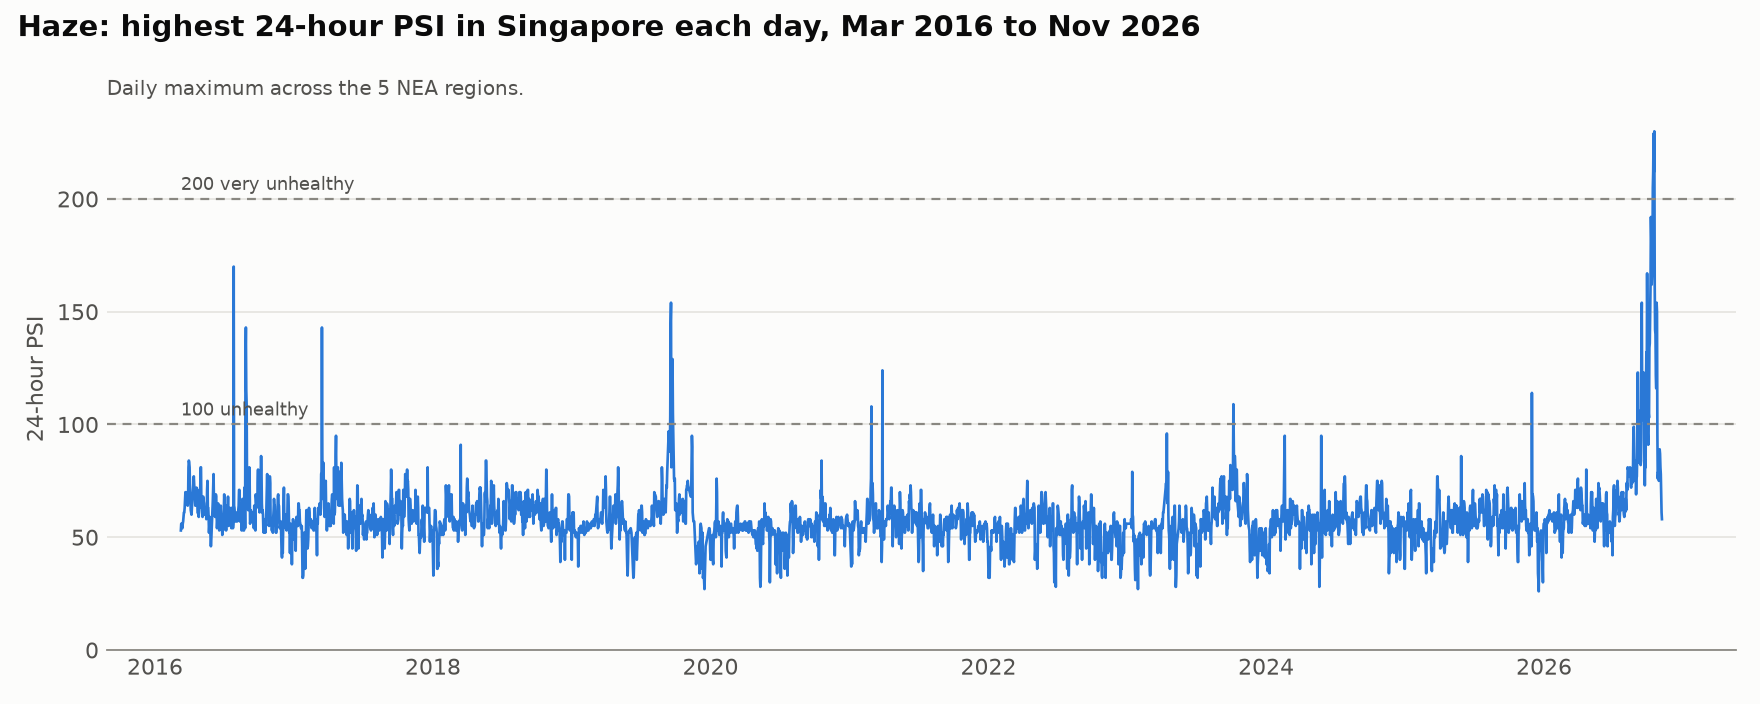 Haze: highest 24-hour PSI in Singapore each day, Mar 2016 to Nov 2026
Daily maximum across the 5 NEA regions.
24-hour PSI
200 very unhealthy
200
150
100 unhealthy
100
50
0
2016 2018 2020 2022 2024 2026